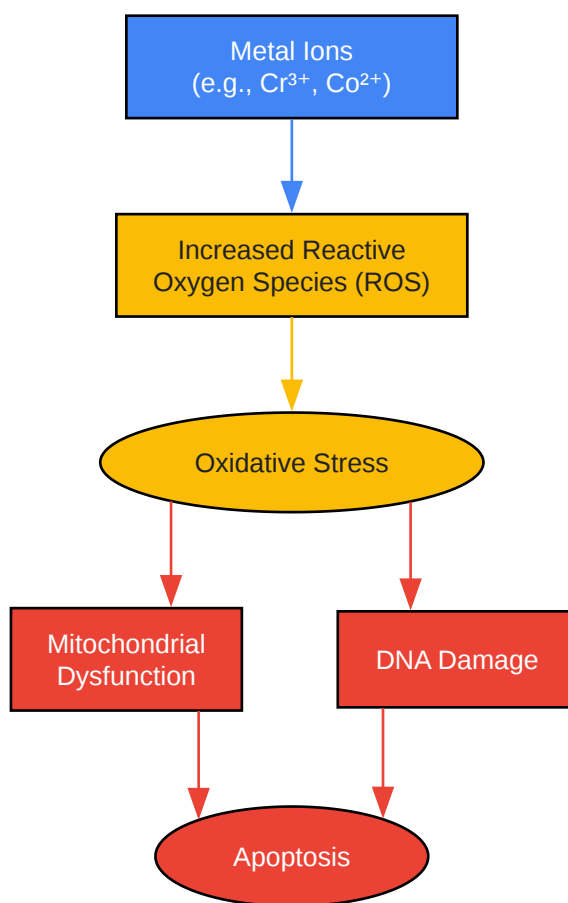 Metal Ions
(e.g., Cr³⁺, Co²⁺)
Increased Reactive
Oxygen Species (ROS)
Oxidative Stress
Mitochondrial
Dysfunction
DNA Damage
Apoptosis